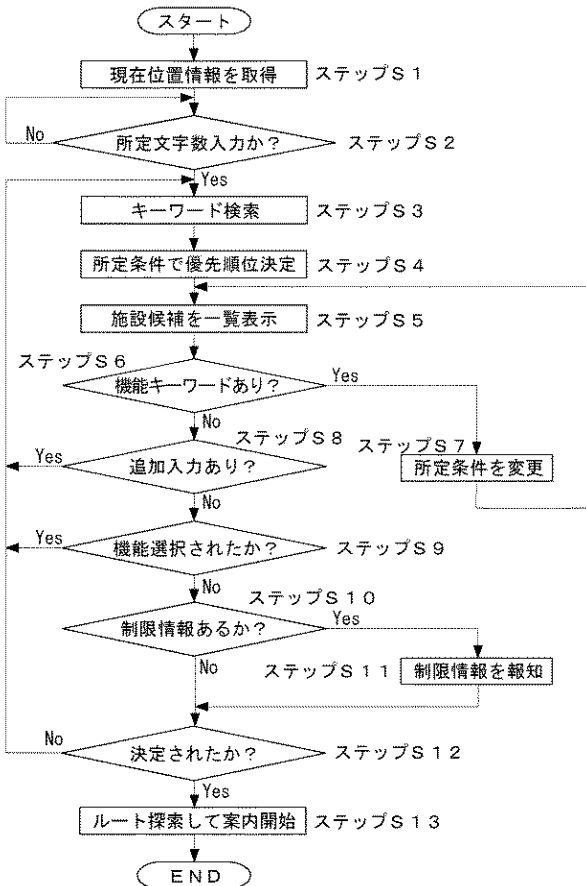 スタート
現在位置情報を取得 ステップS1
No 所定文字数入力か? ステップS2
Yes
キーワード検索 ステップS3
所定条件で優先順位決定 ステップS4
施設候補を一覧表示 ステップS5
ステップS6
機能キーワードあり? Yes
No
ステップS8
ステップS7
Yes 追加入力あり? 所定条件を変更
No
Yes 機能選択されたか? ステップS9
No
ステップS10
制限情報あるか? Yes
No
ステップS11 制限情報を報知
No 決定されたか? ステップS12
Yes
ルート探索して案内開始 ステップS13
END